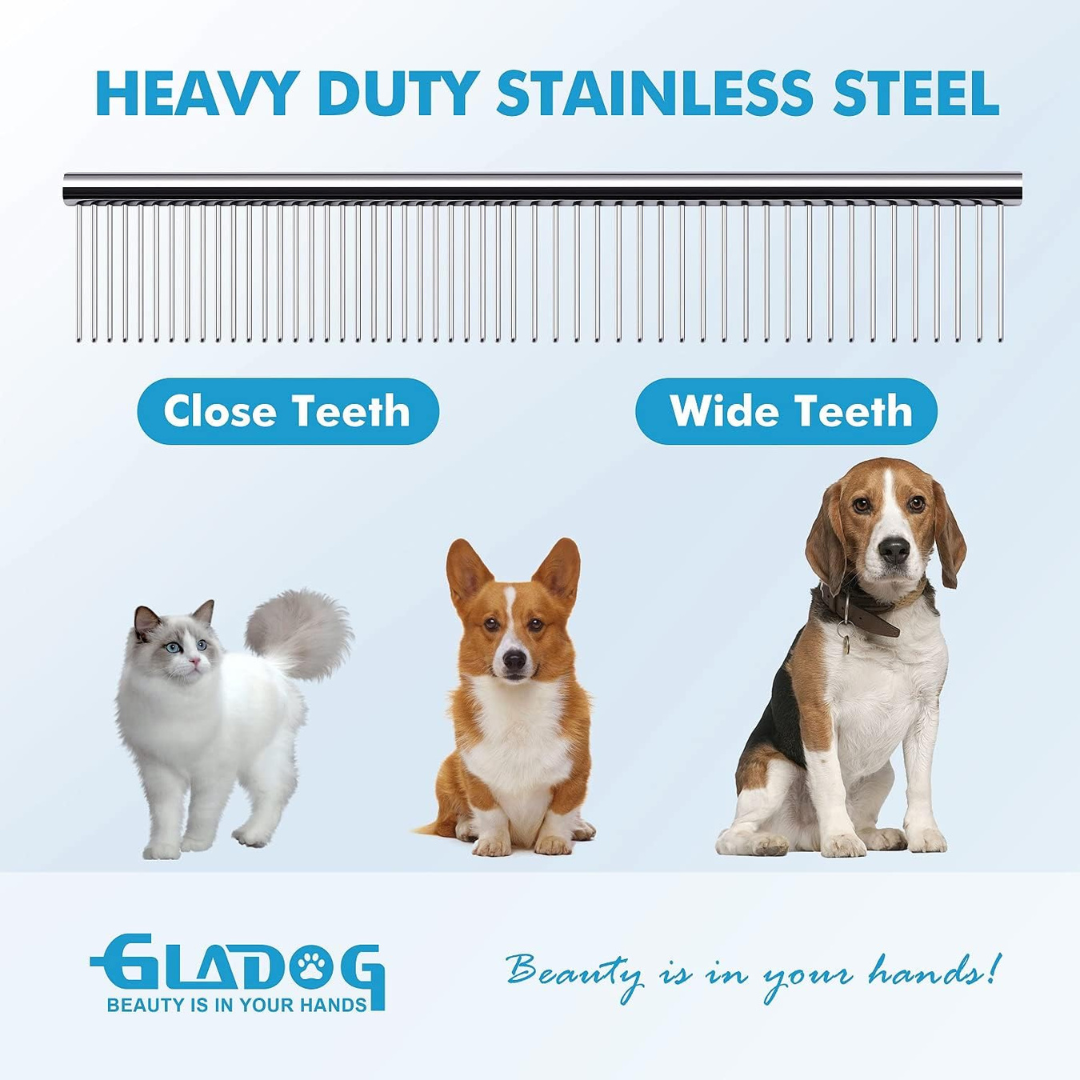 HEAVY DUTY STAINLESS STEEL
Close Teeth
Wide Teeth
GLADOG
BEAUTY IS IN YOUR HANDS
Beauty is in your hands!